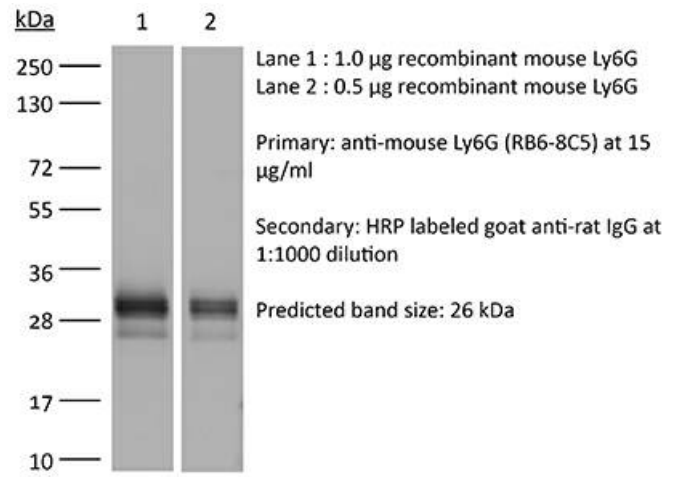 kDa
1 2
250
130
72
55
36
28
17
10
Lane 1 : 1.0 µg recombinant mouse Ly6G
Lane 2 : 0.5 µg recombinant mouse Ly6G
Primary: anti-mouse Ly6G (RB6-8C5) at 15
µg/ml
Secondary: HRP labeled goat anti-rat IgG at
1:1000 dilution
Predicted band size: 26 kDa